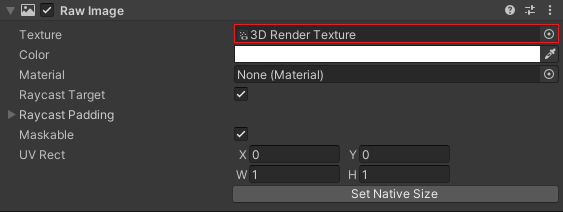 Raw Image
Texture 3D Render Texture
Color
Material None (Material)
Raycast Target
Raycast Padding
Maskable
UV Rect X 0 Y 0
W 1 H 1
Set Native Size